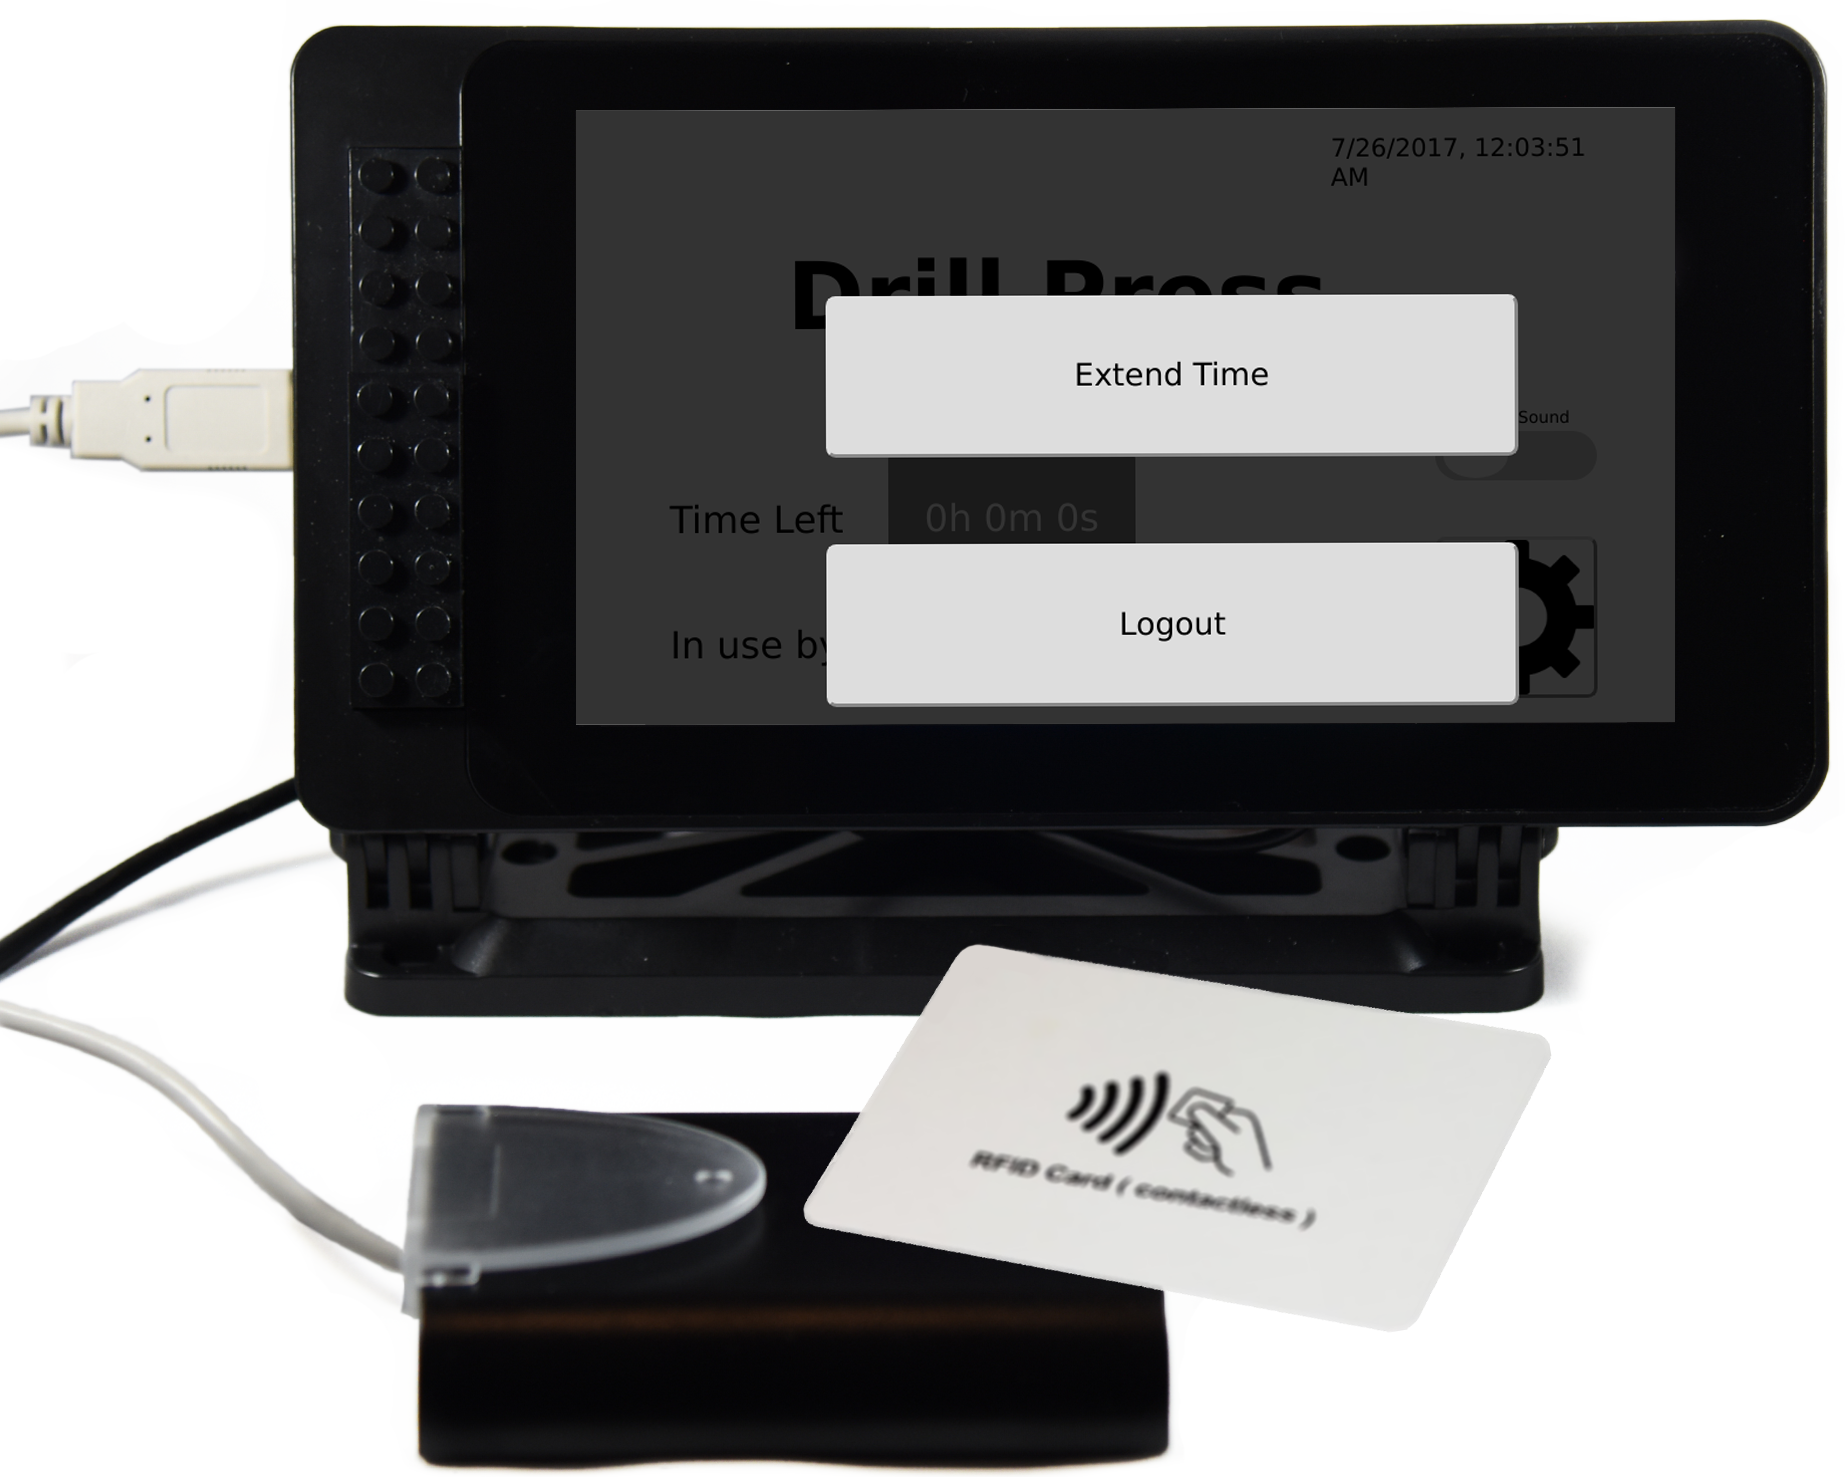 7/26/2017, 12:03:51
AM
Drill Press
Extend Time
Sound
Time Left 0h 0m 0s
Logout
In use by
RFID Card ( contactless )